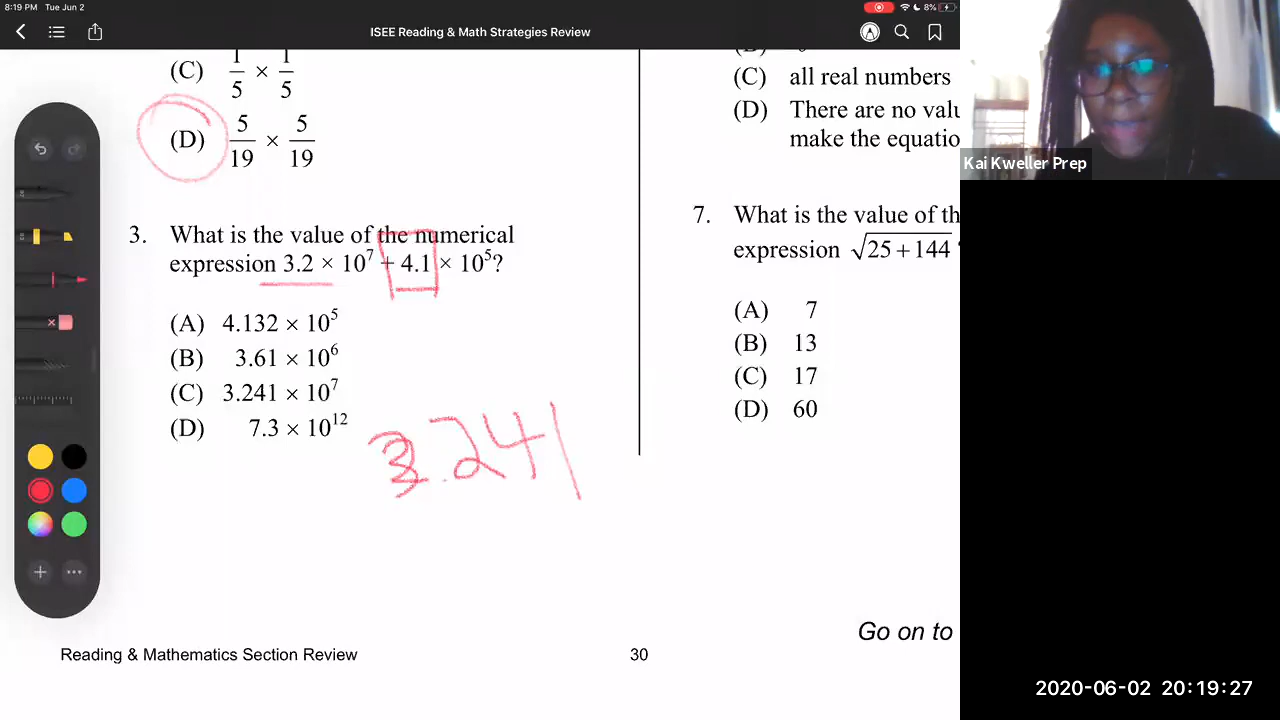 8:19 PM Tue Jun 2
8%
ISEE Reading & Math Strategies Review
(C) 1/5 × 1/5
(D) 5/19 × 5/19
3. What is the value of the numerical
expression 3.2 × 10⁷ + 4.1 × 10⁵?
(A) 4.132 × 10⁵
(B) 3.61 × 10⁶
(C) 3.241 × 10⁷
(D) 7.3 × 10¹²
3.241
(C) all real numbers
(D) There are no valu
make the equatio
7. What is the value of th
expression √25 + 144 ?
(A) 7
(B) 13
(C) 17
(D) 60
Go on to
Reading & Mathematics Section Review
30
Kai Kweller Prep
2020-06-02 20:19:27